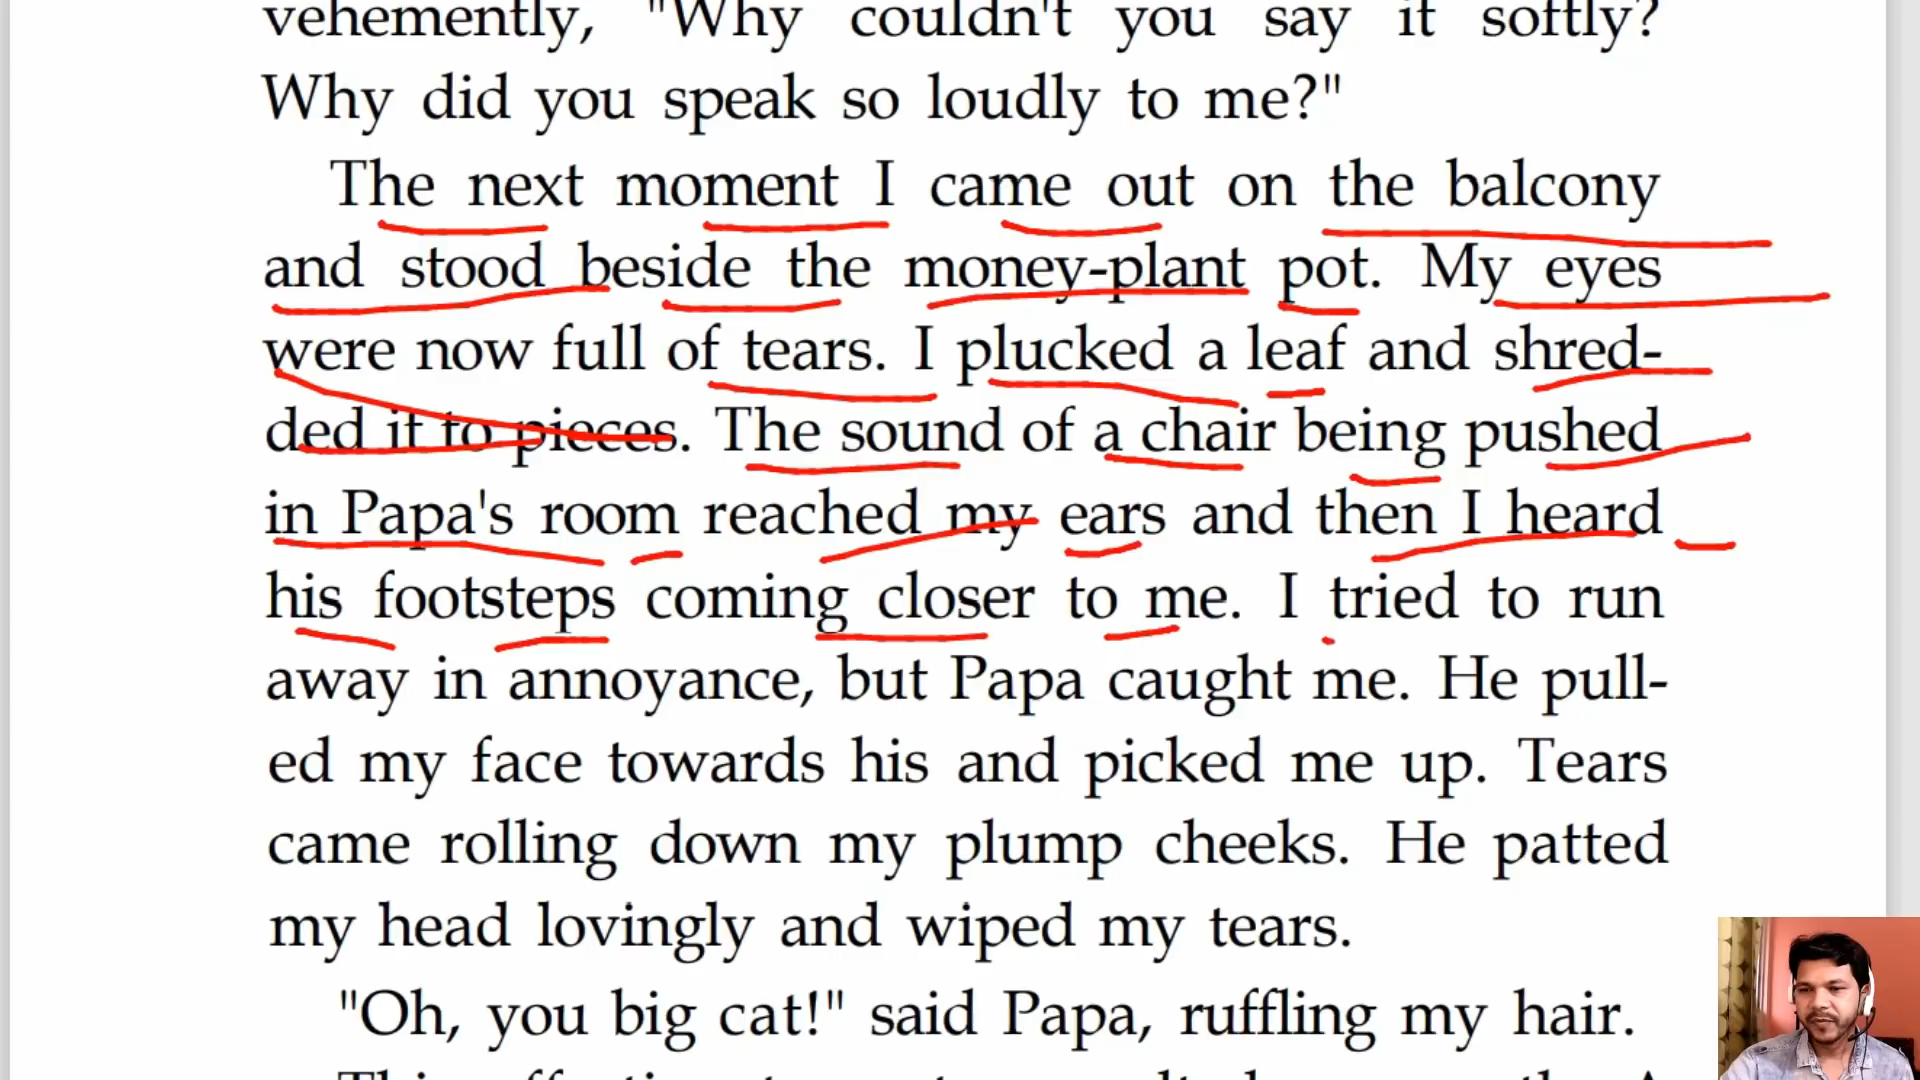 vehemently, "Why couldn't you say it softly?
Why did you speak so loudly to me?"
The next moment I came out on the balcony
and stood beside the money-plant pot. My eyes
were now full of tears. I plucked a leaf and shred-
ded it to pieces. The sound of a chair being pushed
in Papa's room reached my ears and then I heard
his footsteps coming closer to me. I tried to run
away in annoyance, but Papa caught me. He pull-
ed my face towards his and picked me up. Tears
came rolling down my plump cheeks. He patted
my head lovingly and wiped my tears.
"Oh, you big cat!" said Papa, ruffling my hair.